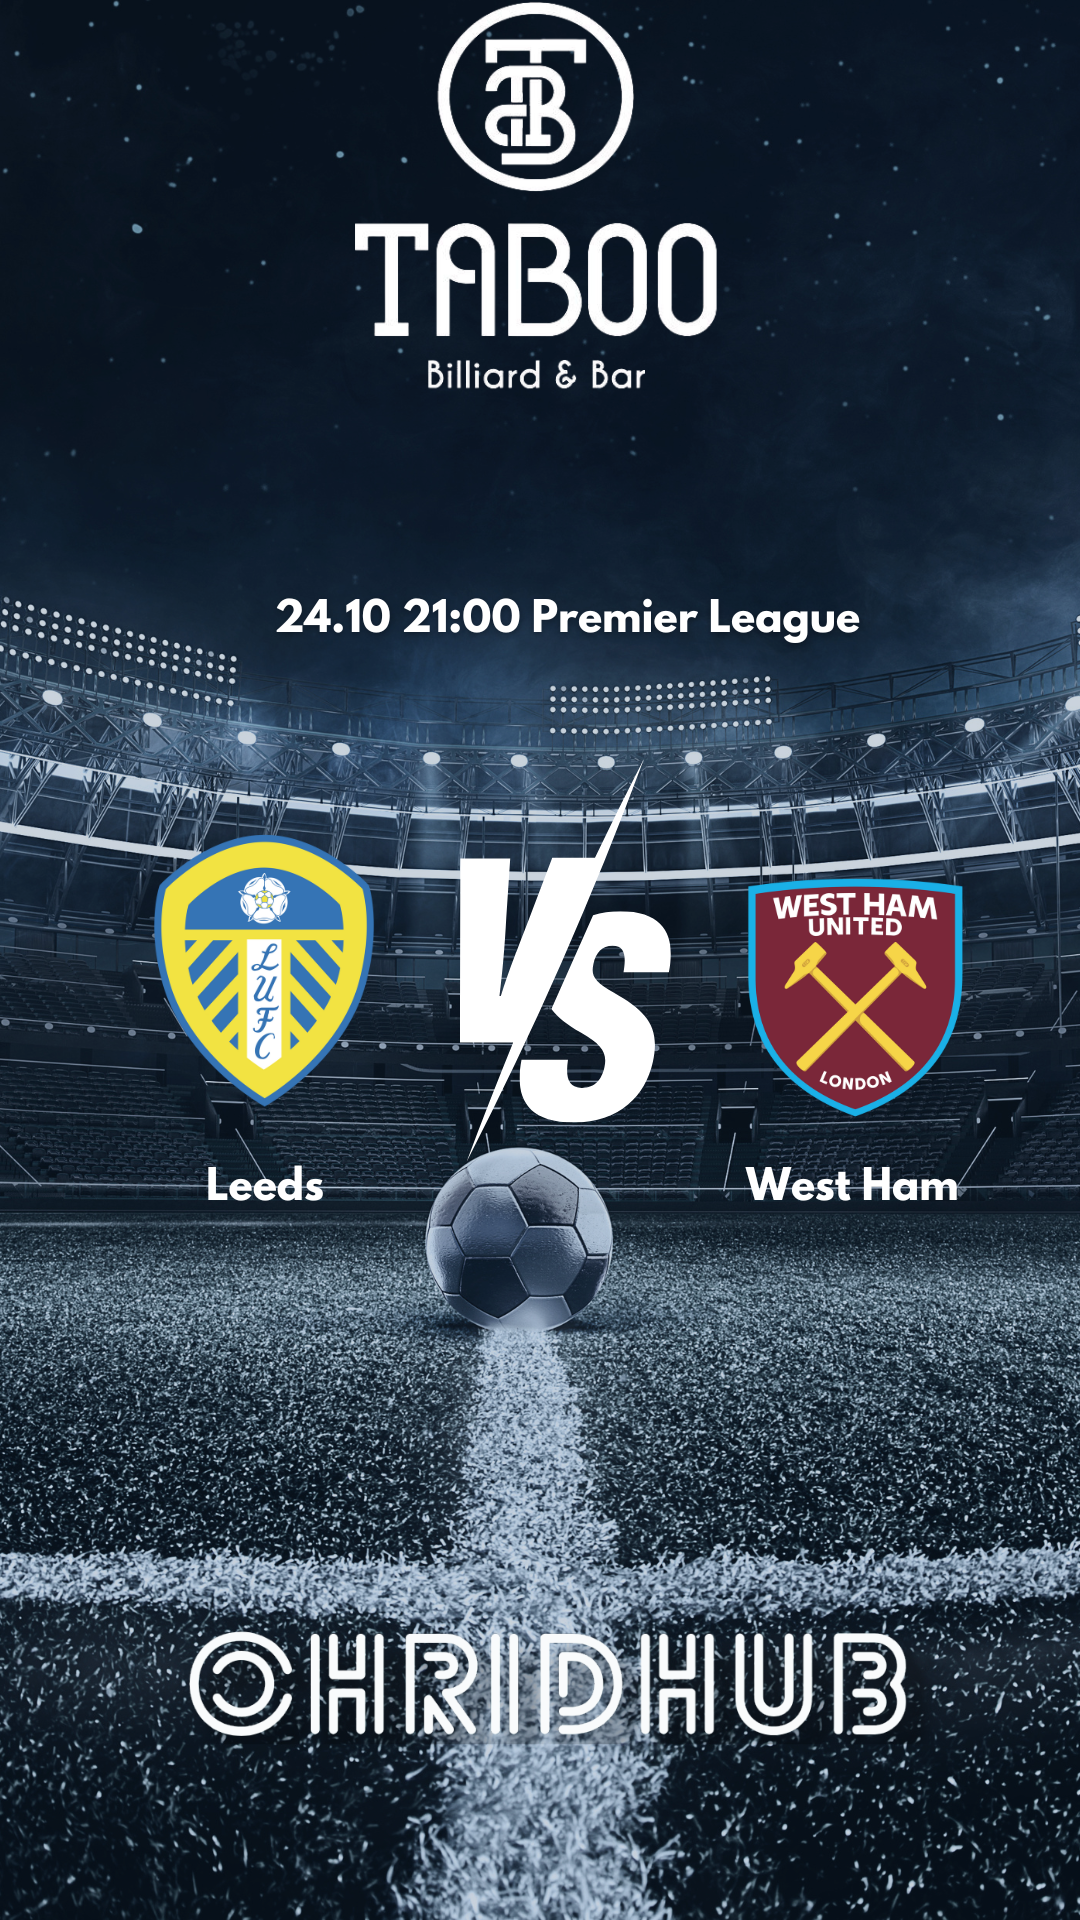 TB
TABOO
Billiard & Bar
24.10 21:00 Premier League
VS
LUFC
WEST HAM
UNITED
LONDON
Leeds
West Ham
OHRIDHUB